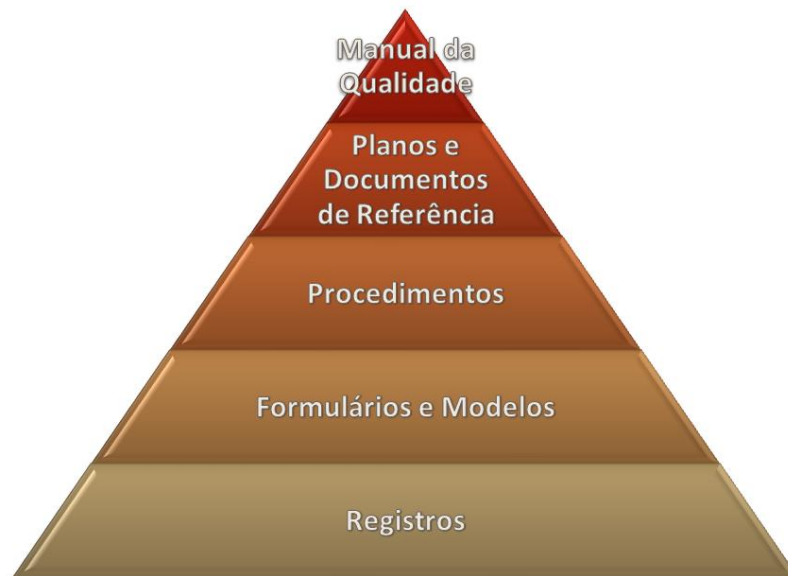 Manual da
Qualidade
Planos e
Documentos
de Referência
Procedimentos
Formulários e Modelos
Registros